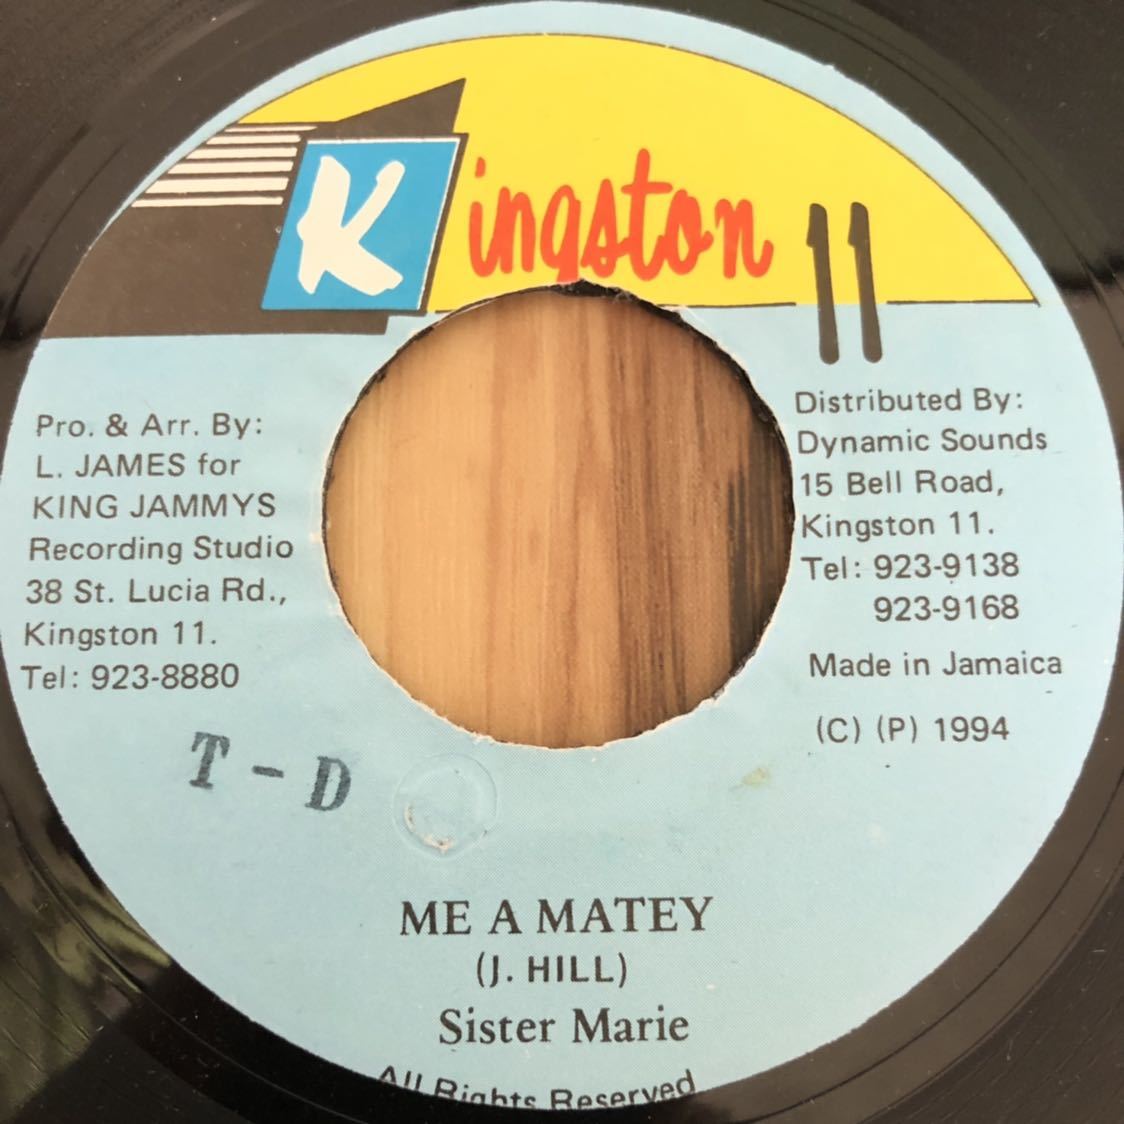 Kingston 11
Pro. & Arr. By:
L. JAMES for
KING JAMMYS
Recording Studio
38 St. Lucia Rd.,
Kingston 11.
Tel: 923-8880
Distributed By:
Dynamic Sounds
15 Bell Road,
Kingston 11.
Tel: 923-9138
923-9168
Made in Jamaica
(C) (P) 1994
T - D
ME A MATEY
(J. HILL)
Sister Marie
All Rights Reserved